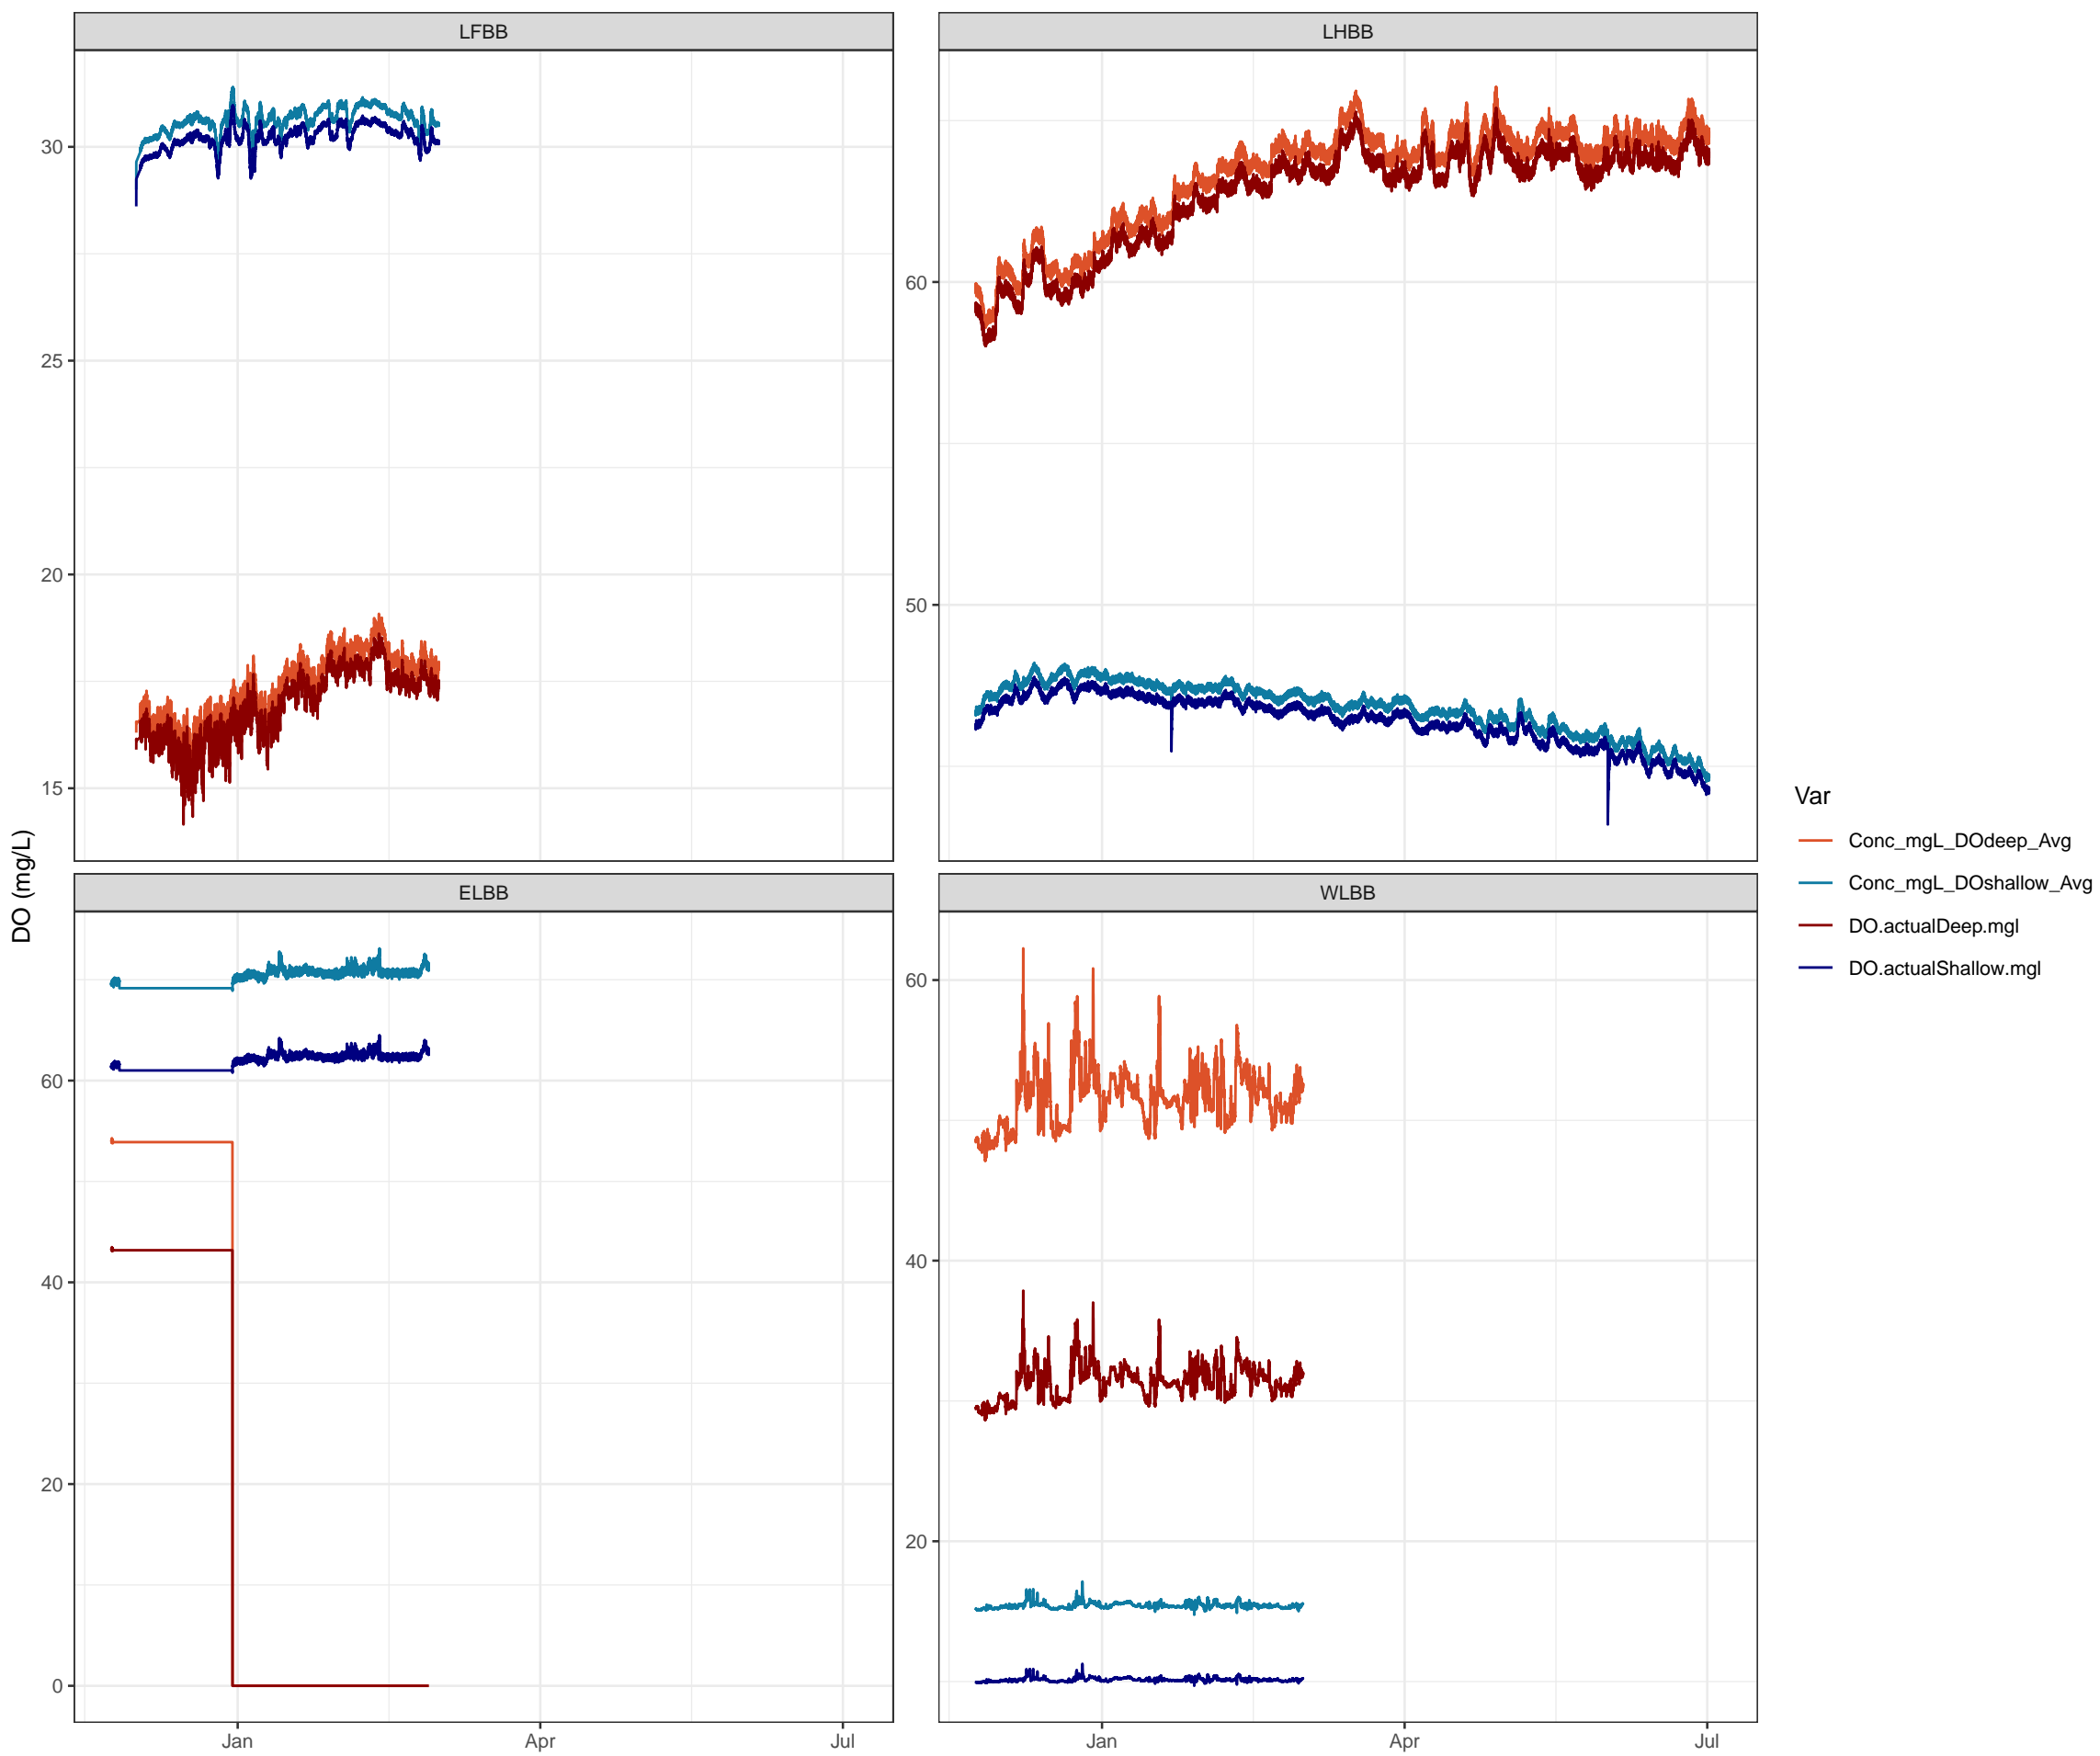 LFBB
LHBB
30
25
20
15
60
50
DO (mg/L)
ELBB
WLBB
60
40
20
0
60
40
20
Jan
Apr
Jul
Jan
Apr
Jul
Var
Conc_mgL_DOdeep_Avg
Conc_mgL_DOshallow_Avg
DO.actualDeep.mgl
DO.actualShallow.mgl